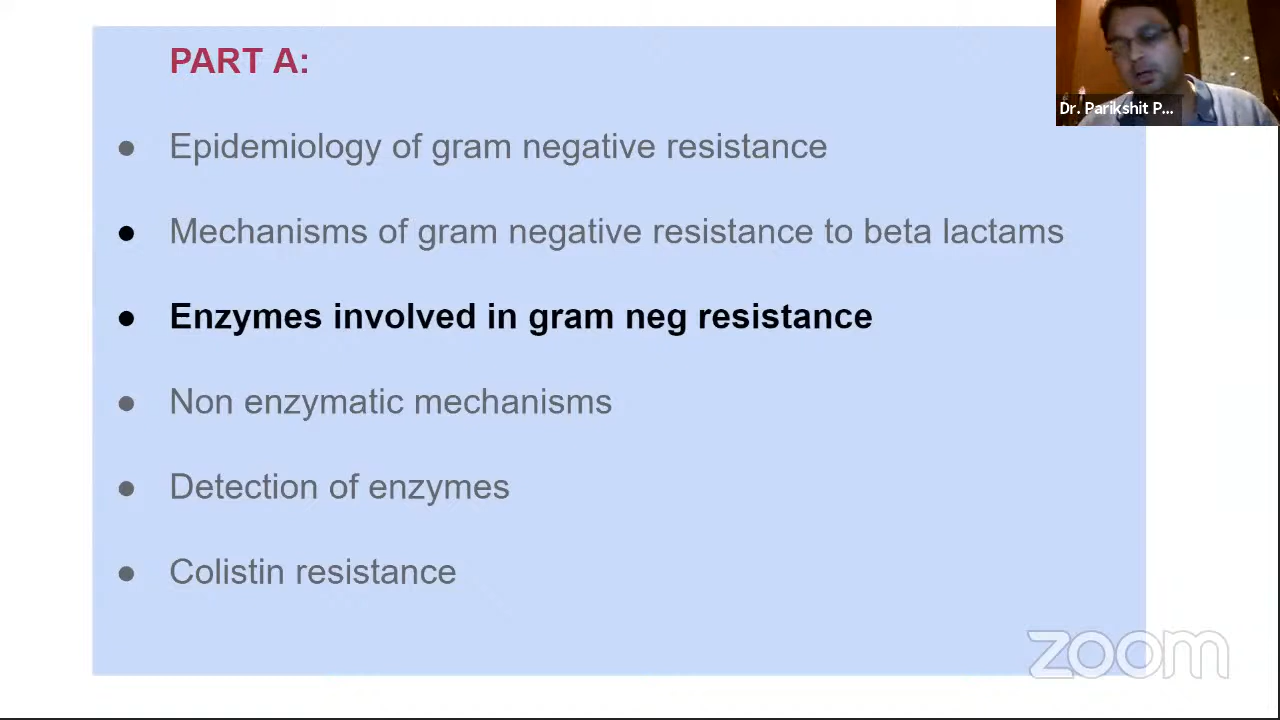 PART A:
Dr. Parikshit P...
● Epidemiology of gram negative resistance
● Mechanisms of gram negative resistance to beta lactams
● Enzymes involved in gram neg resistance
● Non enzymatic mechanisms
● Detection of enzymes
● Colistin resistance
zoom